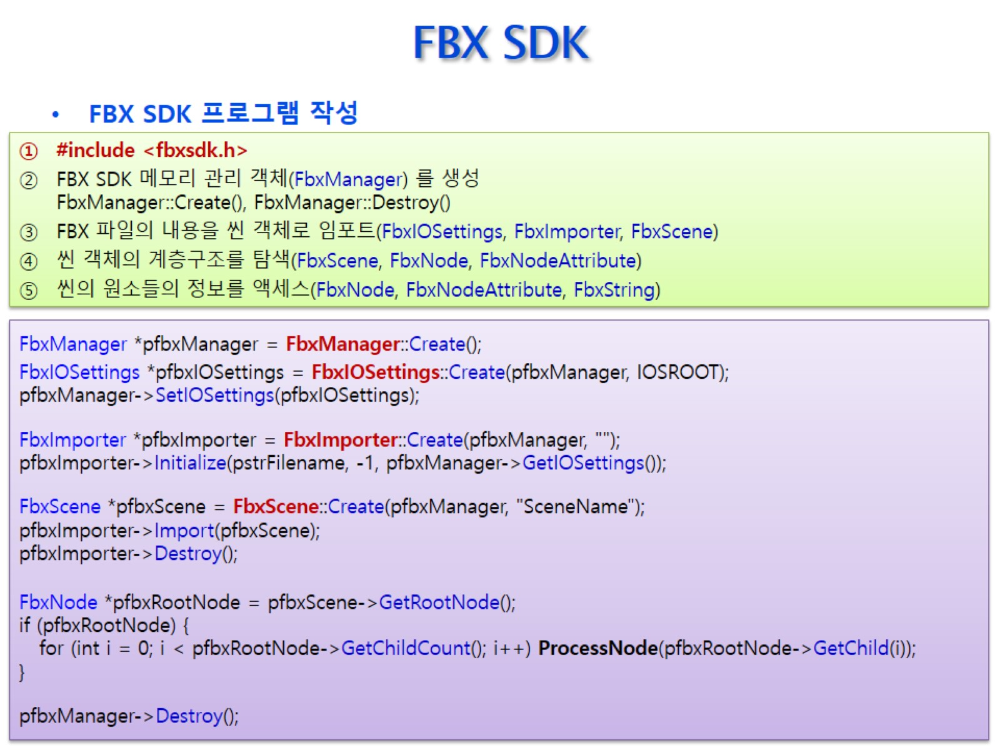 FBX SDK
• FBX SDK 프로그램 작성
① #include <fbxsdk.h>
② FBX SDK 메모리 관리 객체(FbxManager) 를 생성
FbxManager::Create(), FbxManager::Destroy()
③ FBX 파일의 내용을 씬 객체로 임포트(FbxIOSettings, FbxImporter, FbxScene)
④ 씬 객체의 계층구조를 탐색(FbxScene, FbxNode, FbxNodeAttribute)
⑤ 씬의 원소들의 정보를 액세스(FbxNode, FbxNodeAttribute, FbxString)
FbxManager *pfbxManager = FbxManager::Create();
FbxIOSettings *pfbxIOSettings = FbxIOSettings::Create(pfbxManager, IOSROOT);
pfbxManager->SetIOSettings(pfbxIOSettings);
FbxImporter *pfbxImporter = FbxImporter::Create(pfbxManager, "");
pfbxImporter->Initialize(pstrFilename, -1, pfbxManager->GetIOSettings());
FbxScene *pfbxScene = FbxScene::Create(pfbxManager, "SceneName");
pfbxImporter->Import(pfbxScene);
pfbxImporter->Destroy();
FbxNode *pfbxRootNode = pfbxScene->GetRootNode();
if (pfbxRootNode) {
for (int i = 0; i < pfbxRootNode->GetChildCount(); i++) ProcessNode(pfbxRootNode->GetChild(i));
}
pfbxManager->Destroy();